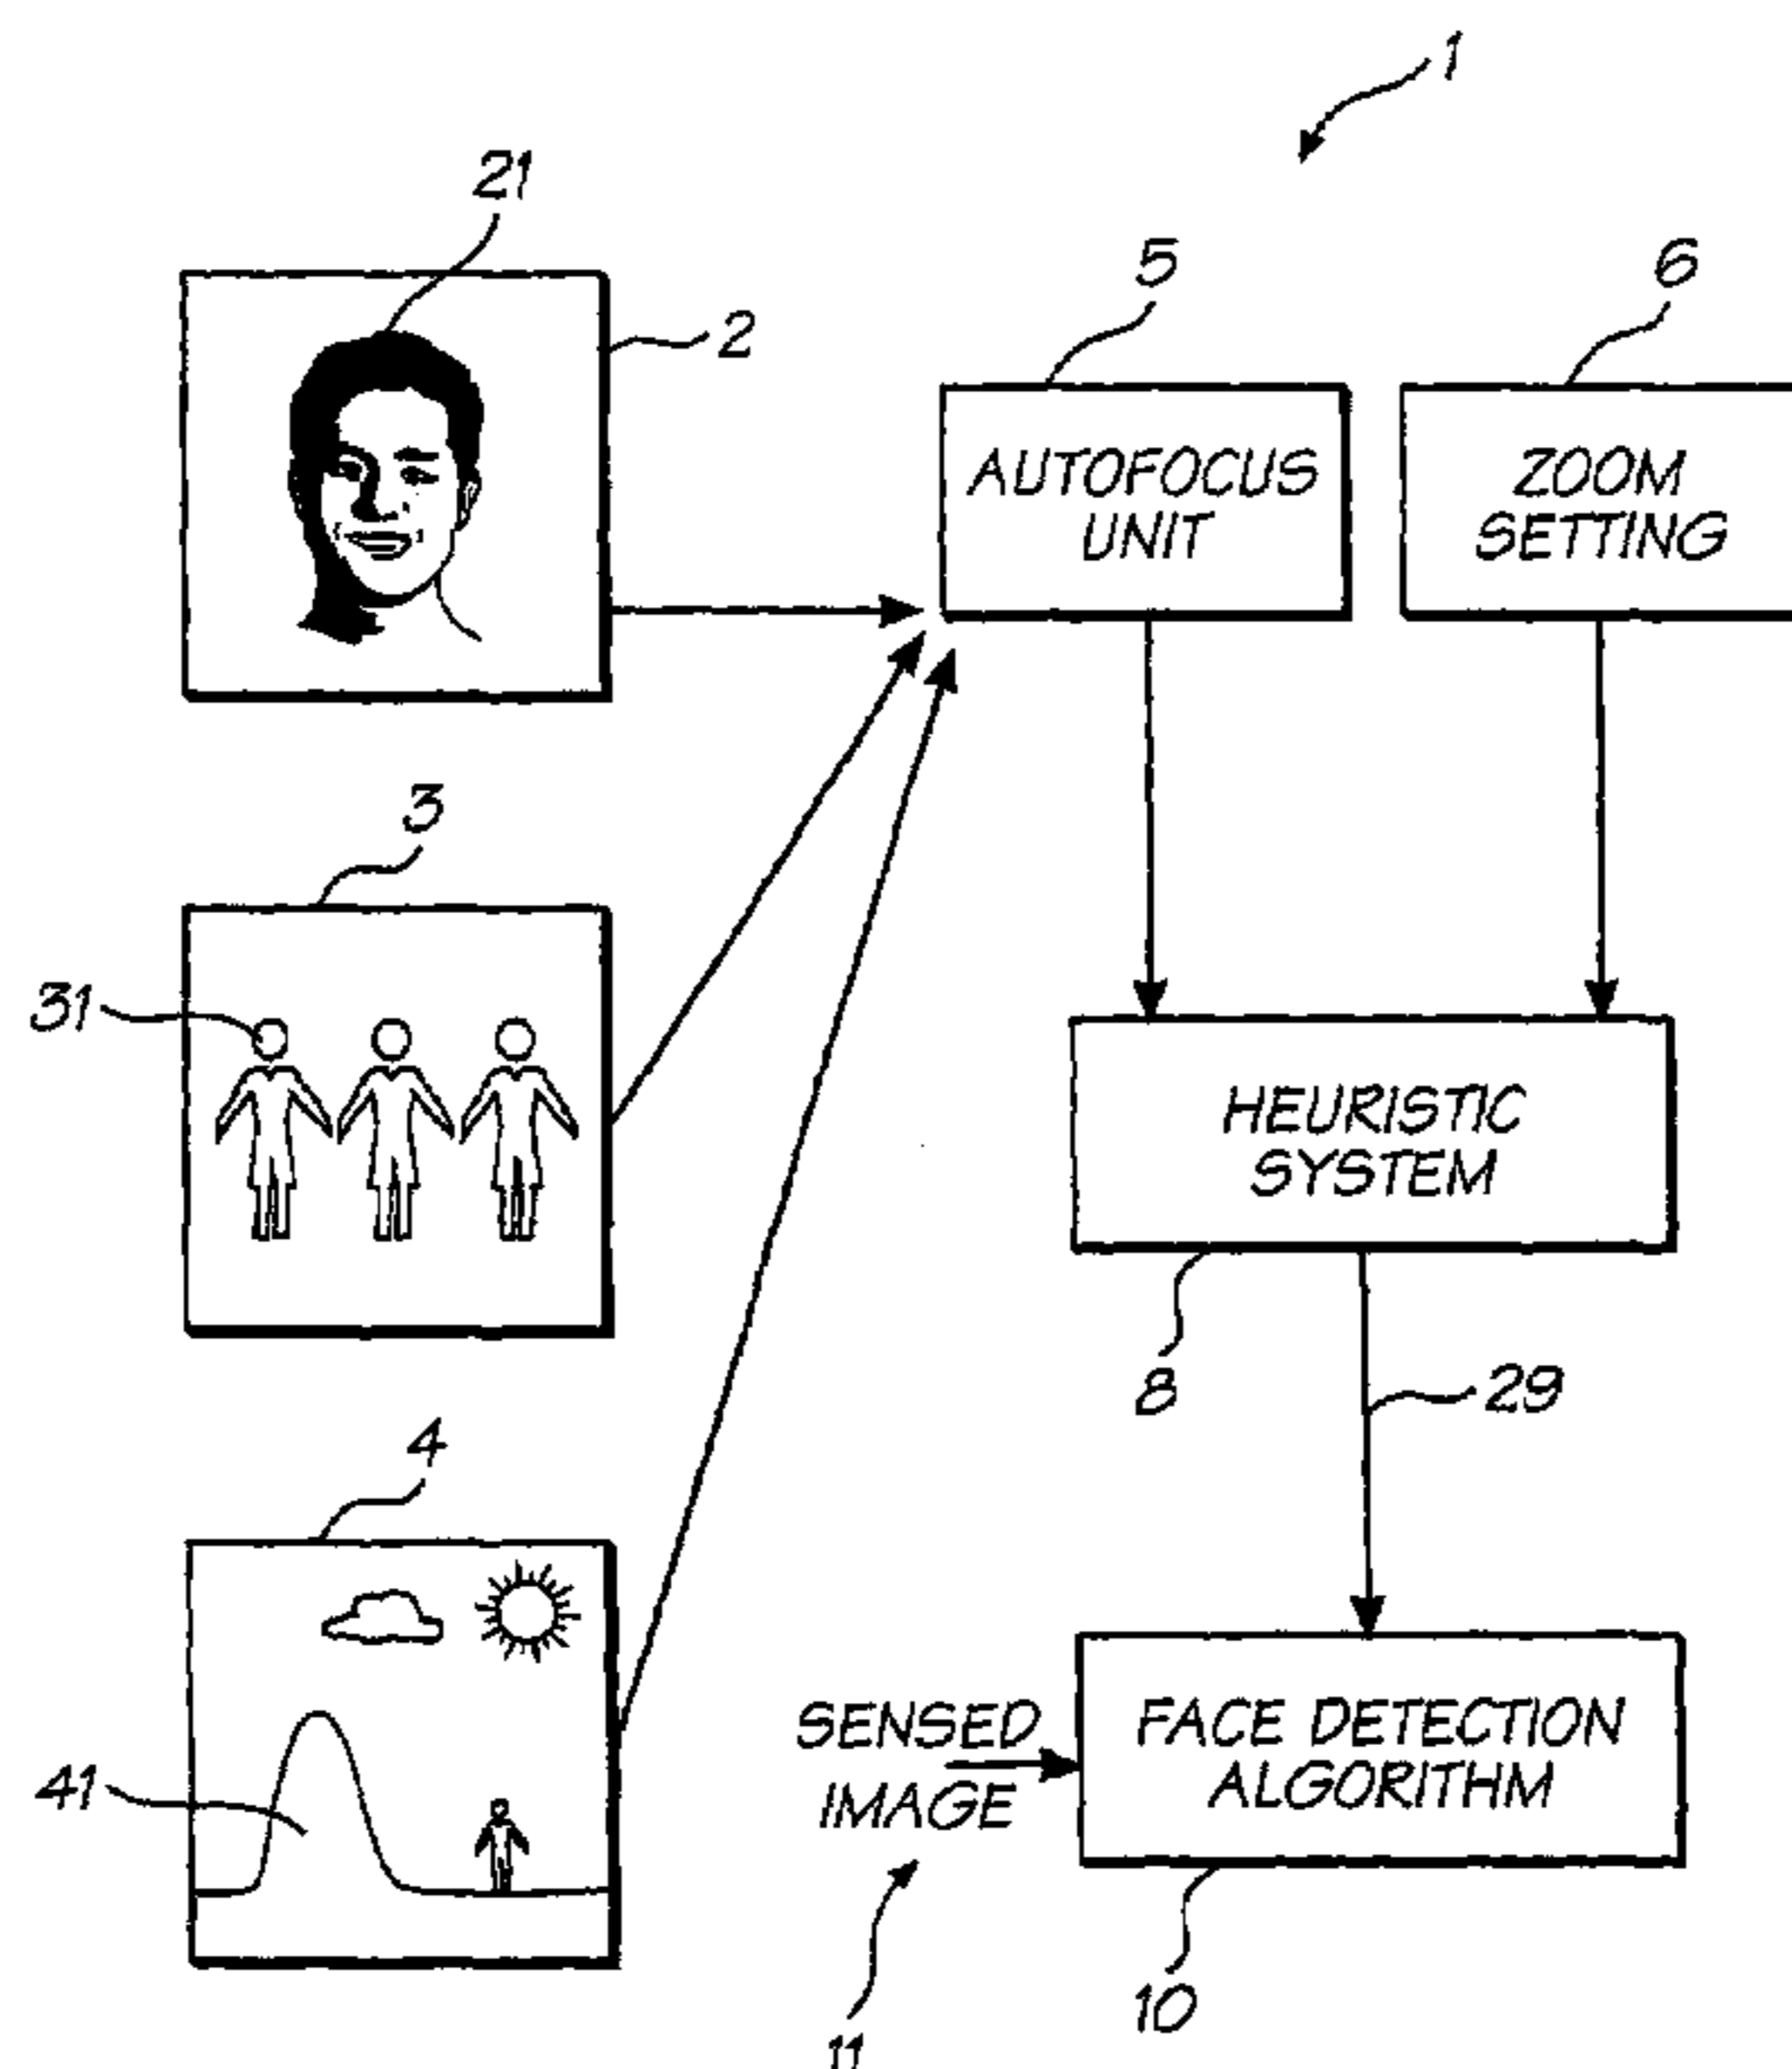 1
21
2
5
6
AUTOFOCUS
UNIT
ZOOM
SETTING
3
31
HEURISTIC
SYSTEM
8
29
4
41
SENSED
IMAGE
FACE DETECTION
ALGORITHM
10
11